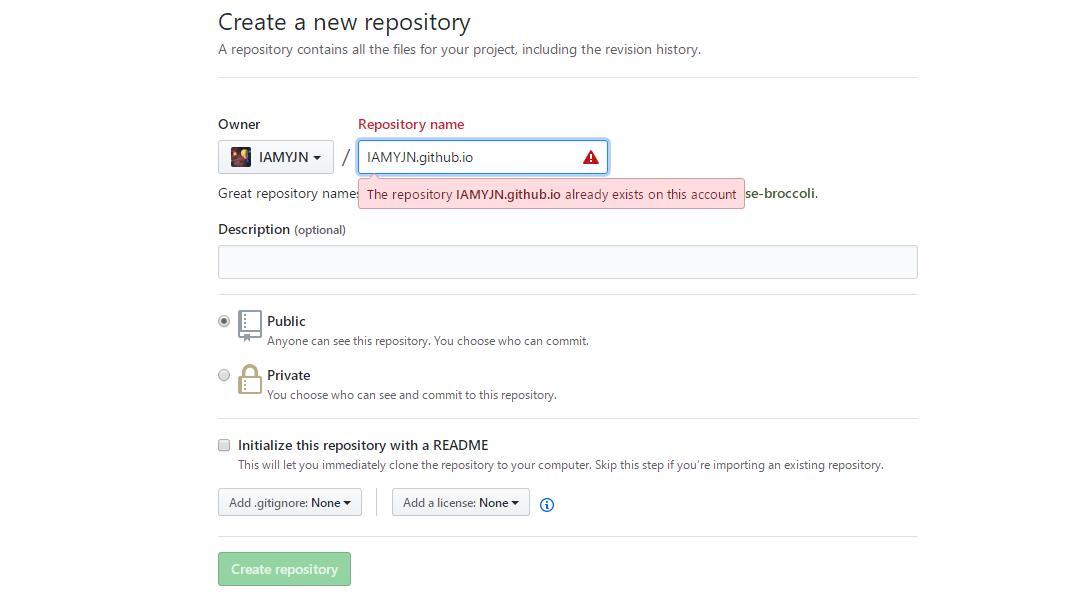 Create a new repository
A repository contains all the files for your project, including the revision history.
Owner
Repository name
IAMYJN / IAMYJN.github.io
Great repository names
The repository IAMYJN.github.io already exists on this account
se-broccoli.
Description (optional)
Public
Anyone can see this repository. You choose who can commit.
Private
You choose who can see and commit to this repository.
Initialize this repository with a README
This will let you immediately clone the repository to your computer. Skip this step if you're importing an existing repository.
Add .gitignore: None
Add a license: None
Create repository